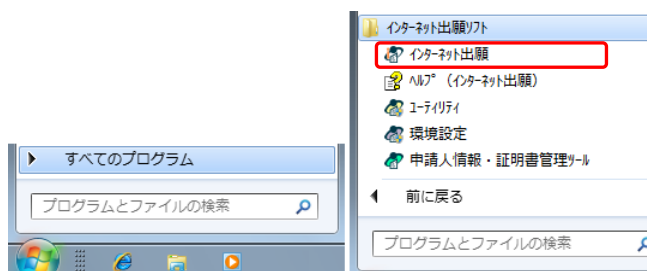 すべてのプログラム
プログラムとファイルの検索
インターネット出願ソフト
インターネット出願
ヘルプ (インターネット出願)
ユーティリティ
環境設定
申請人情報・証明書管理ツール
前に戻る
プログラムとファイルの検索